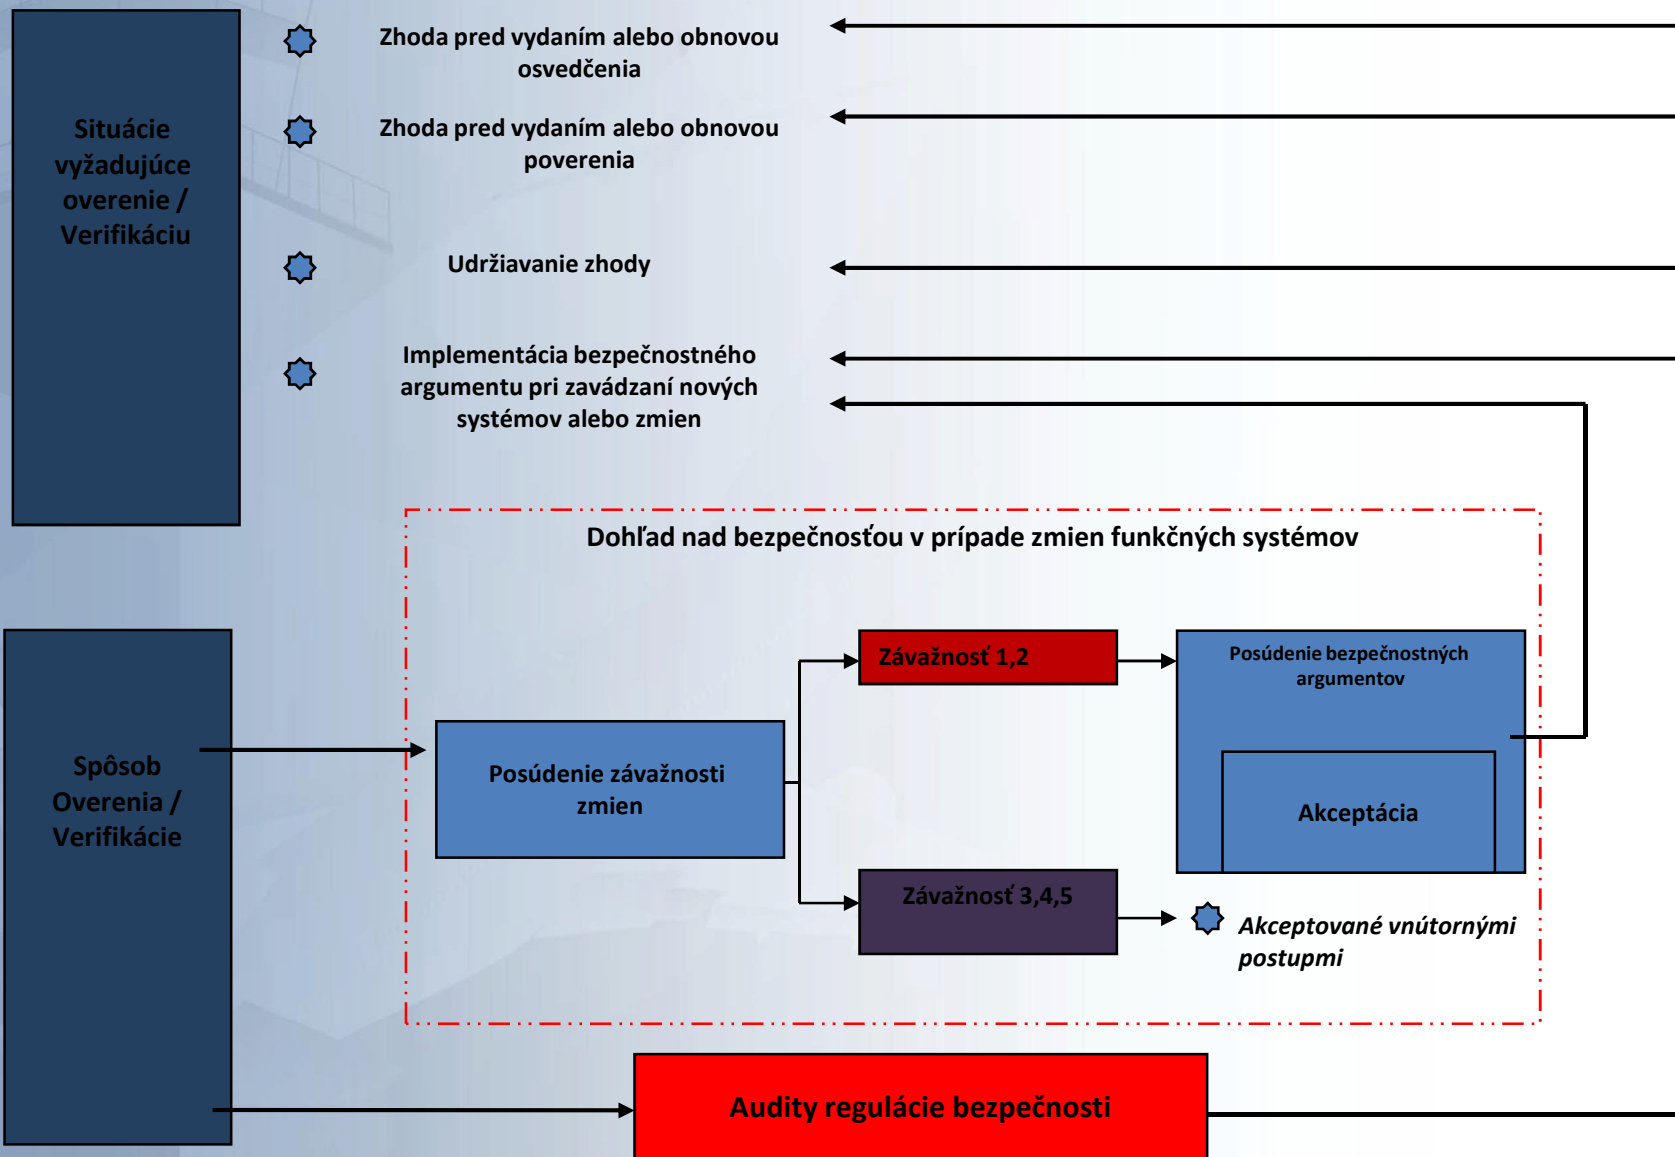 Situácie
vyžadujúce
overenie /
Verifikáciu
Zhoda pred vydaním alebo obnovou
osvedčenia
Zhoda pred vydaním alebo obnovou
poverenia
Udržiavanie zhody
Implementácia bezpečnostného
argumentu pri zavádzaní nových
systémov alebo zmien
Dohľad nad bezpečnosťou v prípade zmien funkčných systémov
Spôsob
Overenia /
Verifikácie
Posúdenie závažnosti
zmien
Závažnosť 1,2
Posúdenie bezpečnostných
argumentov
Akceptácia
Závažnosť 3,4,5
Akceptované vnútornými
postupmi
Audity regulácie bezpečnosti